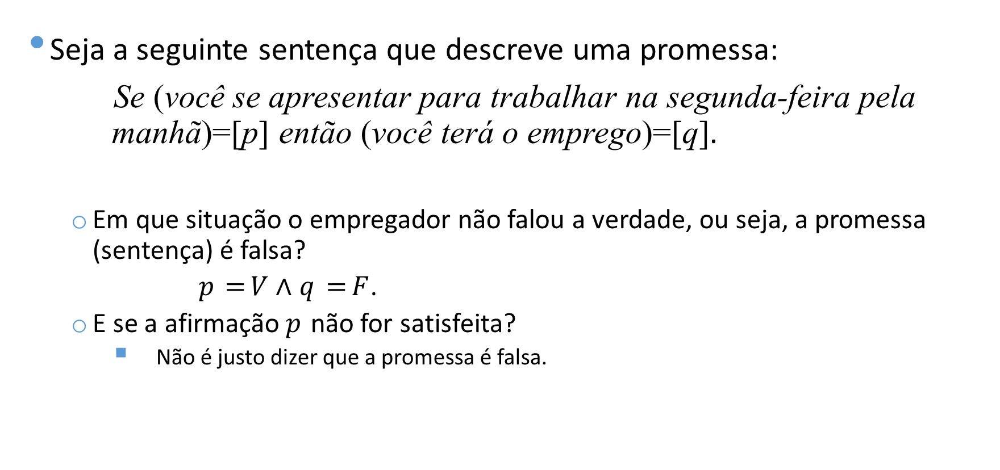 • Seja a seguinte sentença que descreve uma promessa:
Se (você se apresentar para trabalhar na segunda-feira pela
manhã)=[p] então (você terá o emprego)=[q].
o Em que situação o empregador não falou a verdade, ou seja, a promessa
(sentença) é falsa?
p = V ∧ q = F.
o E se a afirmação p não for satisfeita?
▪ Não é justo dizer que a promessa é falsa.